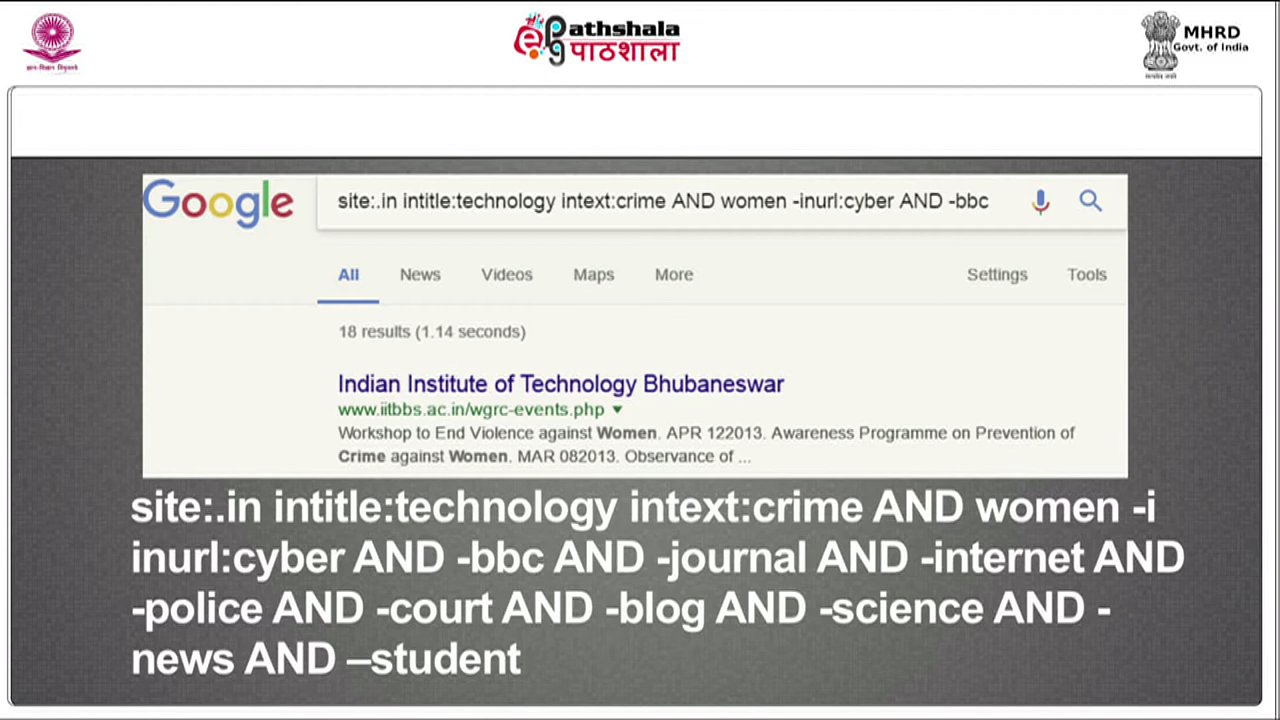 Pathshala
पाठशाला
MHRD
Govt. of India
Google
site:.in intitle:technology intext:crime AND women -inurl:cyber AND -bbc
All News Videos Maps More Settings Tools
18 results (1.14 seconds)
Indian Institute of Technology Bhubaneswar
www.iitbbs.ac.in/wgrc-events.php
Workshop to End Violence against Women. APR 122013. Awareness Programme on Prevention of
Crime against Women. MAR 082013. Observance of ...
site:.in intitle:technology intext:crime AND women -i
inurl:cyber AND -bbc AND -journal AND -internet AND
-police AND -court AND -blog AND -science AND -
news AND –student